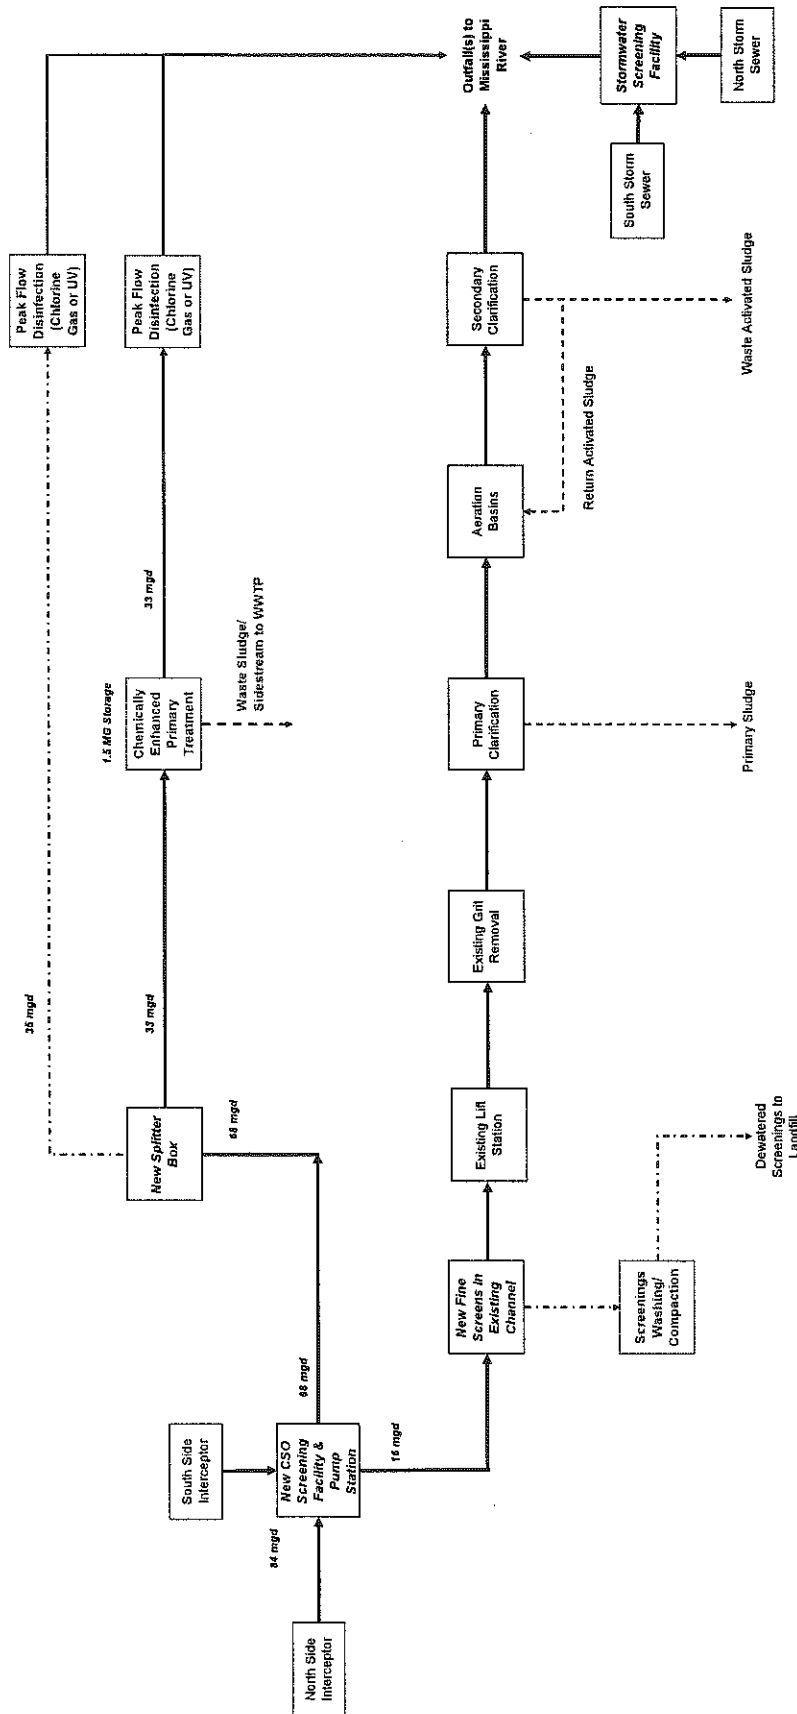 North Side
Interceptor
84 mgd
South Side
Interceptor
New CSO
Screening
Facility &
Pump
Station
68 mgd
16 mgd
68 mgd
New Splitter
Box
35 mgd
33 mgd
1.5 MG Storage
Chemically
Enhanced
Primary
Treatment
Waste Sludge/
Sidestream to WWTP
33 mgd
Peak Flow
Disinfection
(Chlorine
Gas or UV)
Peak Flow
Disinfection
(Chlorine
Gas or UV)
New Fine
Screens In
Existing
Channel
Screenings
Washing/
Compaction
Dewatered
Screenings to
Landfill
Existing Lift
Station
Existing Grit
Removal
Primary
Clarification
Primary Sludge
Aeration
Basins
Return Activated Sludge
Secondary
Clarification
Waste Activated Sludge
Outfall(s) to
Mississippi
River
Stormwater
Screening
Facility
South Storm
Sewer
North Storm
Sewer